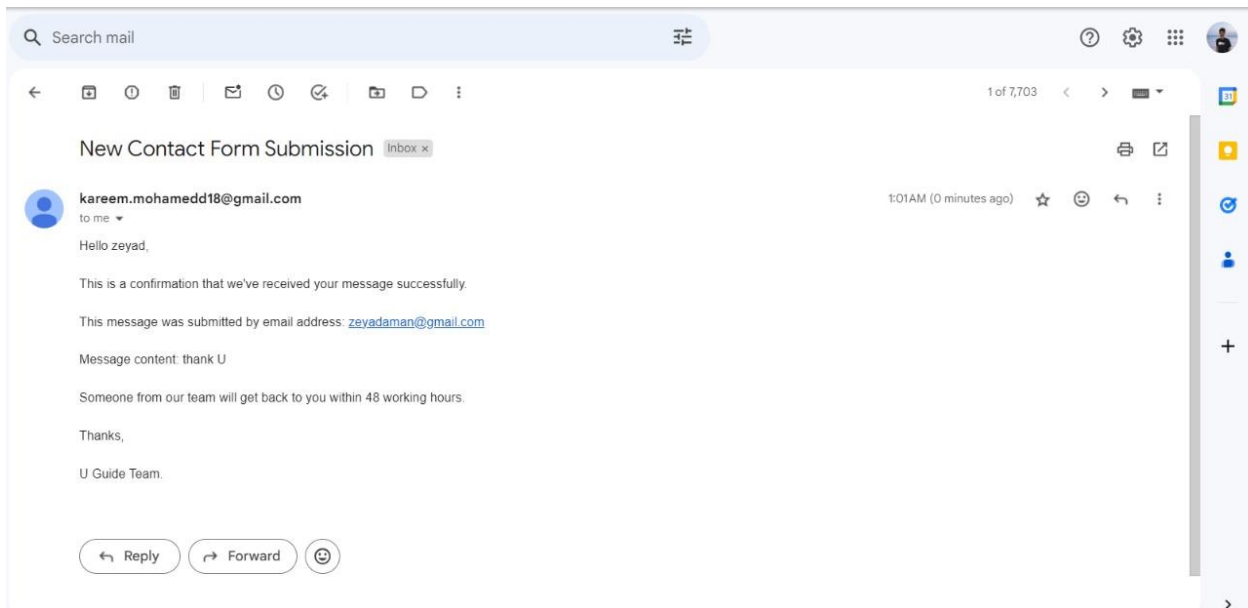 Search mail
1 of 7,703
New Contact Form Submission Inbox ×
31
kareem.mohamedd18@gmail.com 1:01 AM (0 minutes ago)
to me
Hello zeyad,
This is a confirmation that we've received your message successfully.
This message was submitted by email address: zeyadaman@gmail.com
Message content: thank U
Someone from our team will get back to you within 48 working hours.
Thanks,
U Guide Team.
Reply Forward